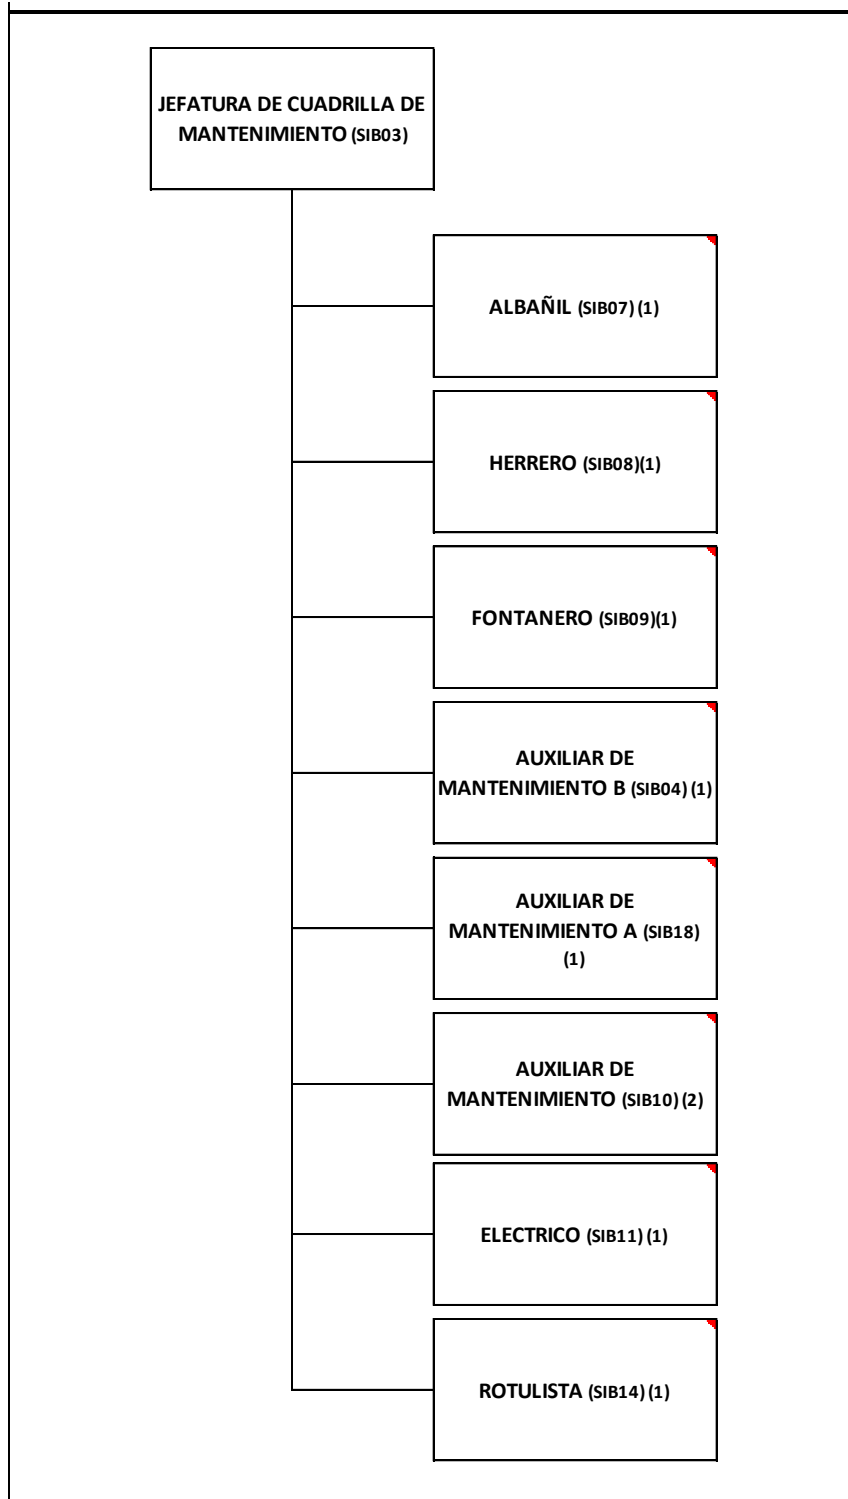 JEFATURA DE CUADRILLA DE
MANTENIMIENTO (SIB03)
ALBAÑIL (SIB07) (1)
HERRERO (SIB08)(1)
FONTANERO (SIB09)(1)
AUXILIAR DE
MANTENIMIENTO B (SIB04) (1)
AUXILIAR DE
MANTENIMIENTO A (SIB18)
(1)
AUXILIAR DE
MANTENIMIENTO (SIB10) (2)
ELECTRICO (SIB11) (1)
ROTULISTA (SIB14) (1)